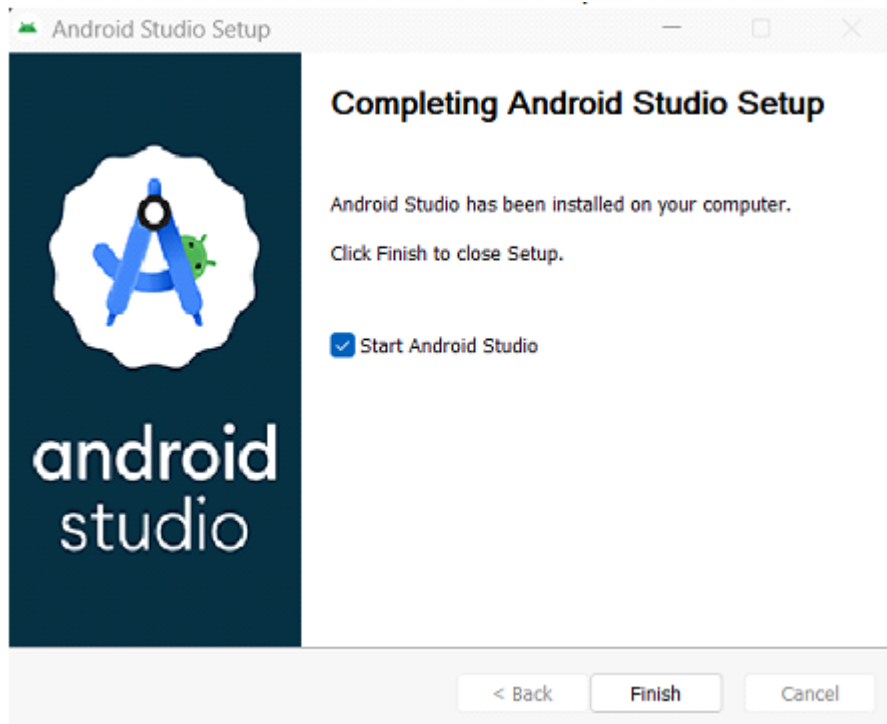 Android Studio Setup
Completing Android Studio Setup
Android Studio has been installed on your computer.
Click Finish to close Setup.
Start Android Studio
android
studio
< Back
Finish
Cancel